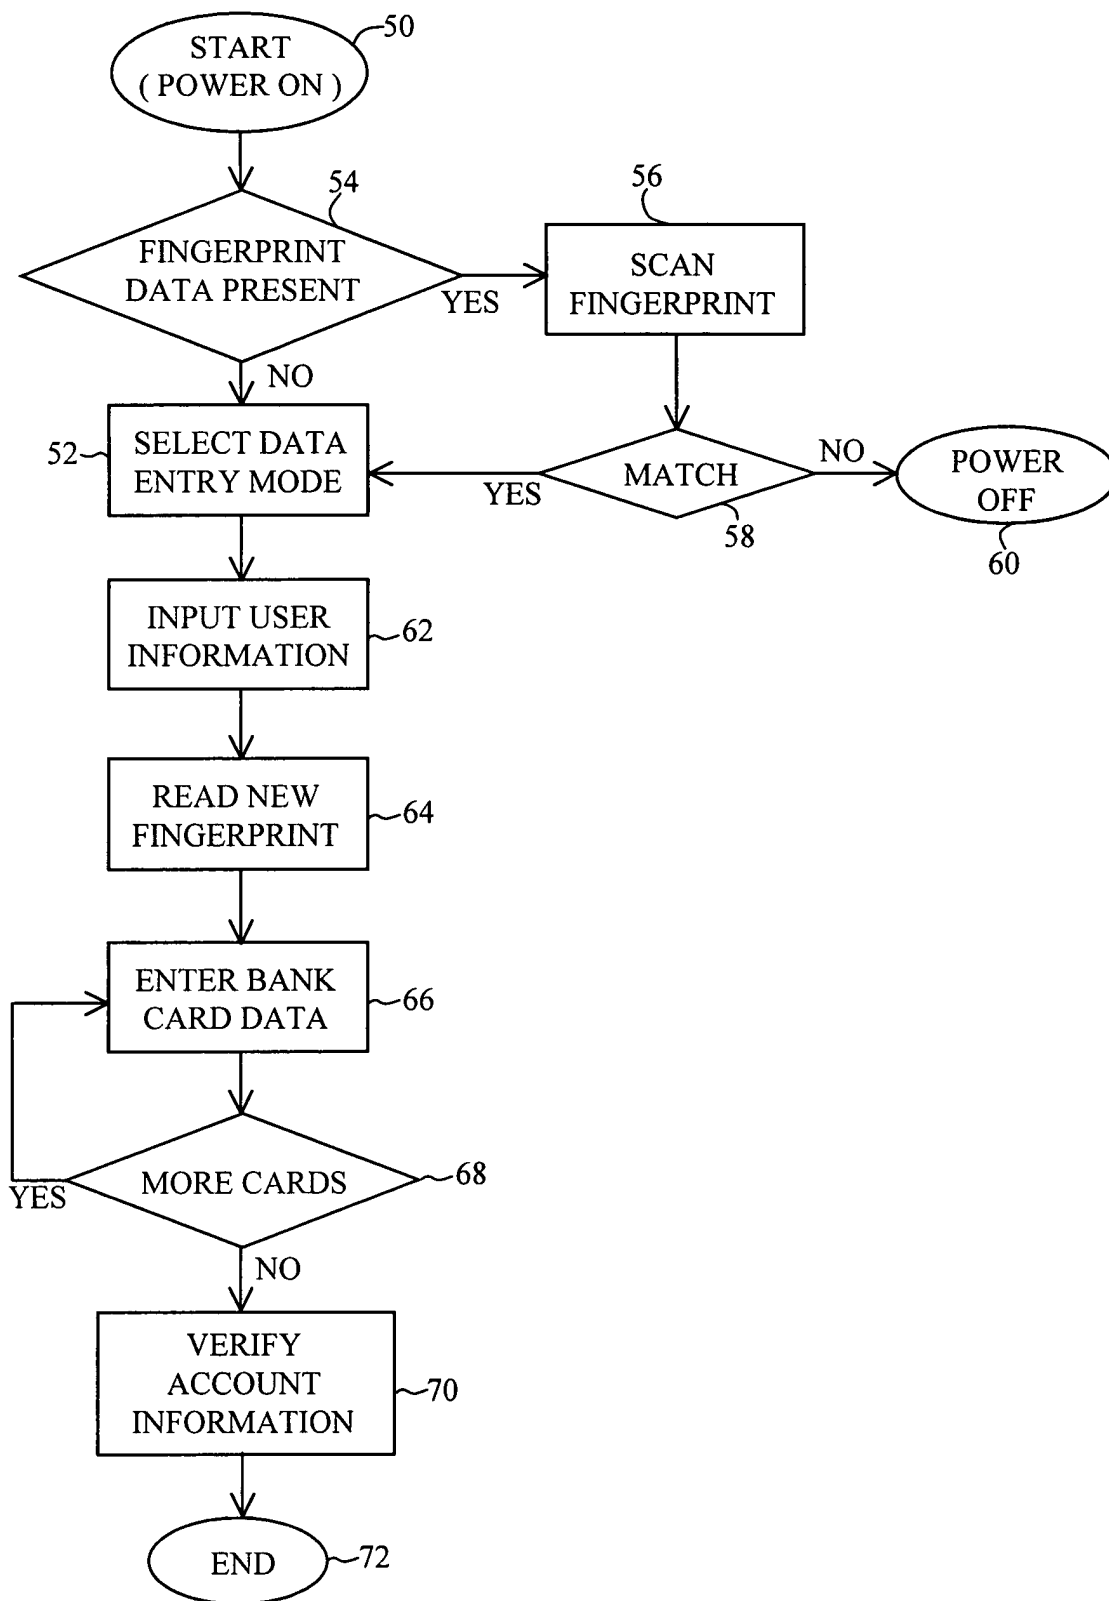 50
START
( POWER ON )
54
FINGERPRINT
DATA PRESENT
YES
NO
56
SCAN
FINGERPRINT
52
SELECT DATA
ENTRY MODE
YES
MATCH
58
NO
POWER
OFF
60
INPUT USER
INFORMATION
62
READ NEW
FINGERPRINT
64
ENTER BANK
CARD DATA
66
MORE CARDS
68
YES
NO
VERIFY
ACCOUNT
INFORMATION
70
END
72